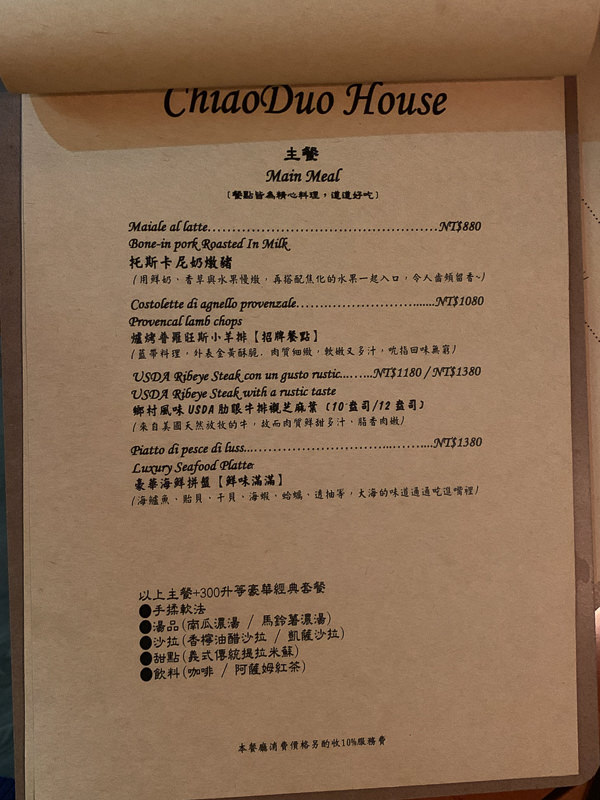 ChiaoDuo House
主餐
Main Meal
〔餐點皆為精心料理，道道好吃〕
Maiale al latte……………………………………NT$880
Bone-in pork Roasted In Milk
托斯卡尼奶燉豬
(用鮮奶、香草與水果慢燉，再搭配焦化的水果一起入口，令人齒頰留香~)
Costolette di agnello provenzale…………………......NT$1080
Provencal lamb chops
爐烤普羅旺斯小羊排【招牌餐點】
(藍帶料理，外表金黃酥脆，肉質細緻，軟嫩又多汁，吮指回味無窮)
USDA Ribeye Steak con un gusto rustic...…..NT$1180 / NT$1380
USDA Ribeye Steak with a rustic taste
鄉村風味USDA肋眼牛排襯芝麻葉〔10盎司/12盎司〕
(來自美國天然放牧的牛，故而肉質鮮甜多汁，脂香肉嫩)
Piatto di pesce di luss...……………………...…...NT$1380
Luxury Seafood Platte
豪華海鮮拼盤【鮮味滿滿】
(海鱸魚、貽貝、干貝、海蝦、蛤蠣、透抽等，大海的味道通通吃進嘴裡)
以上主餐+300升等豪華經典套餐
●手揉軟法
●湯品(南瓜濃湯 / 馬鈴薯濃湯)
●沙拉(香檸油醋沙拉 / 凱薩沙拉)
●甜點(義式傳統提拉米蘇)
●飲料(咖啡 / 阿薩姆紅茶)
本餐廳消費價格另酌收10%服務費